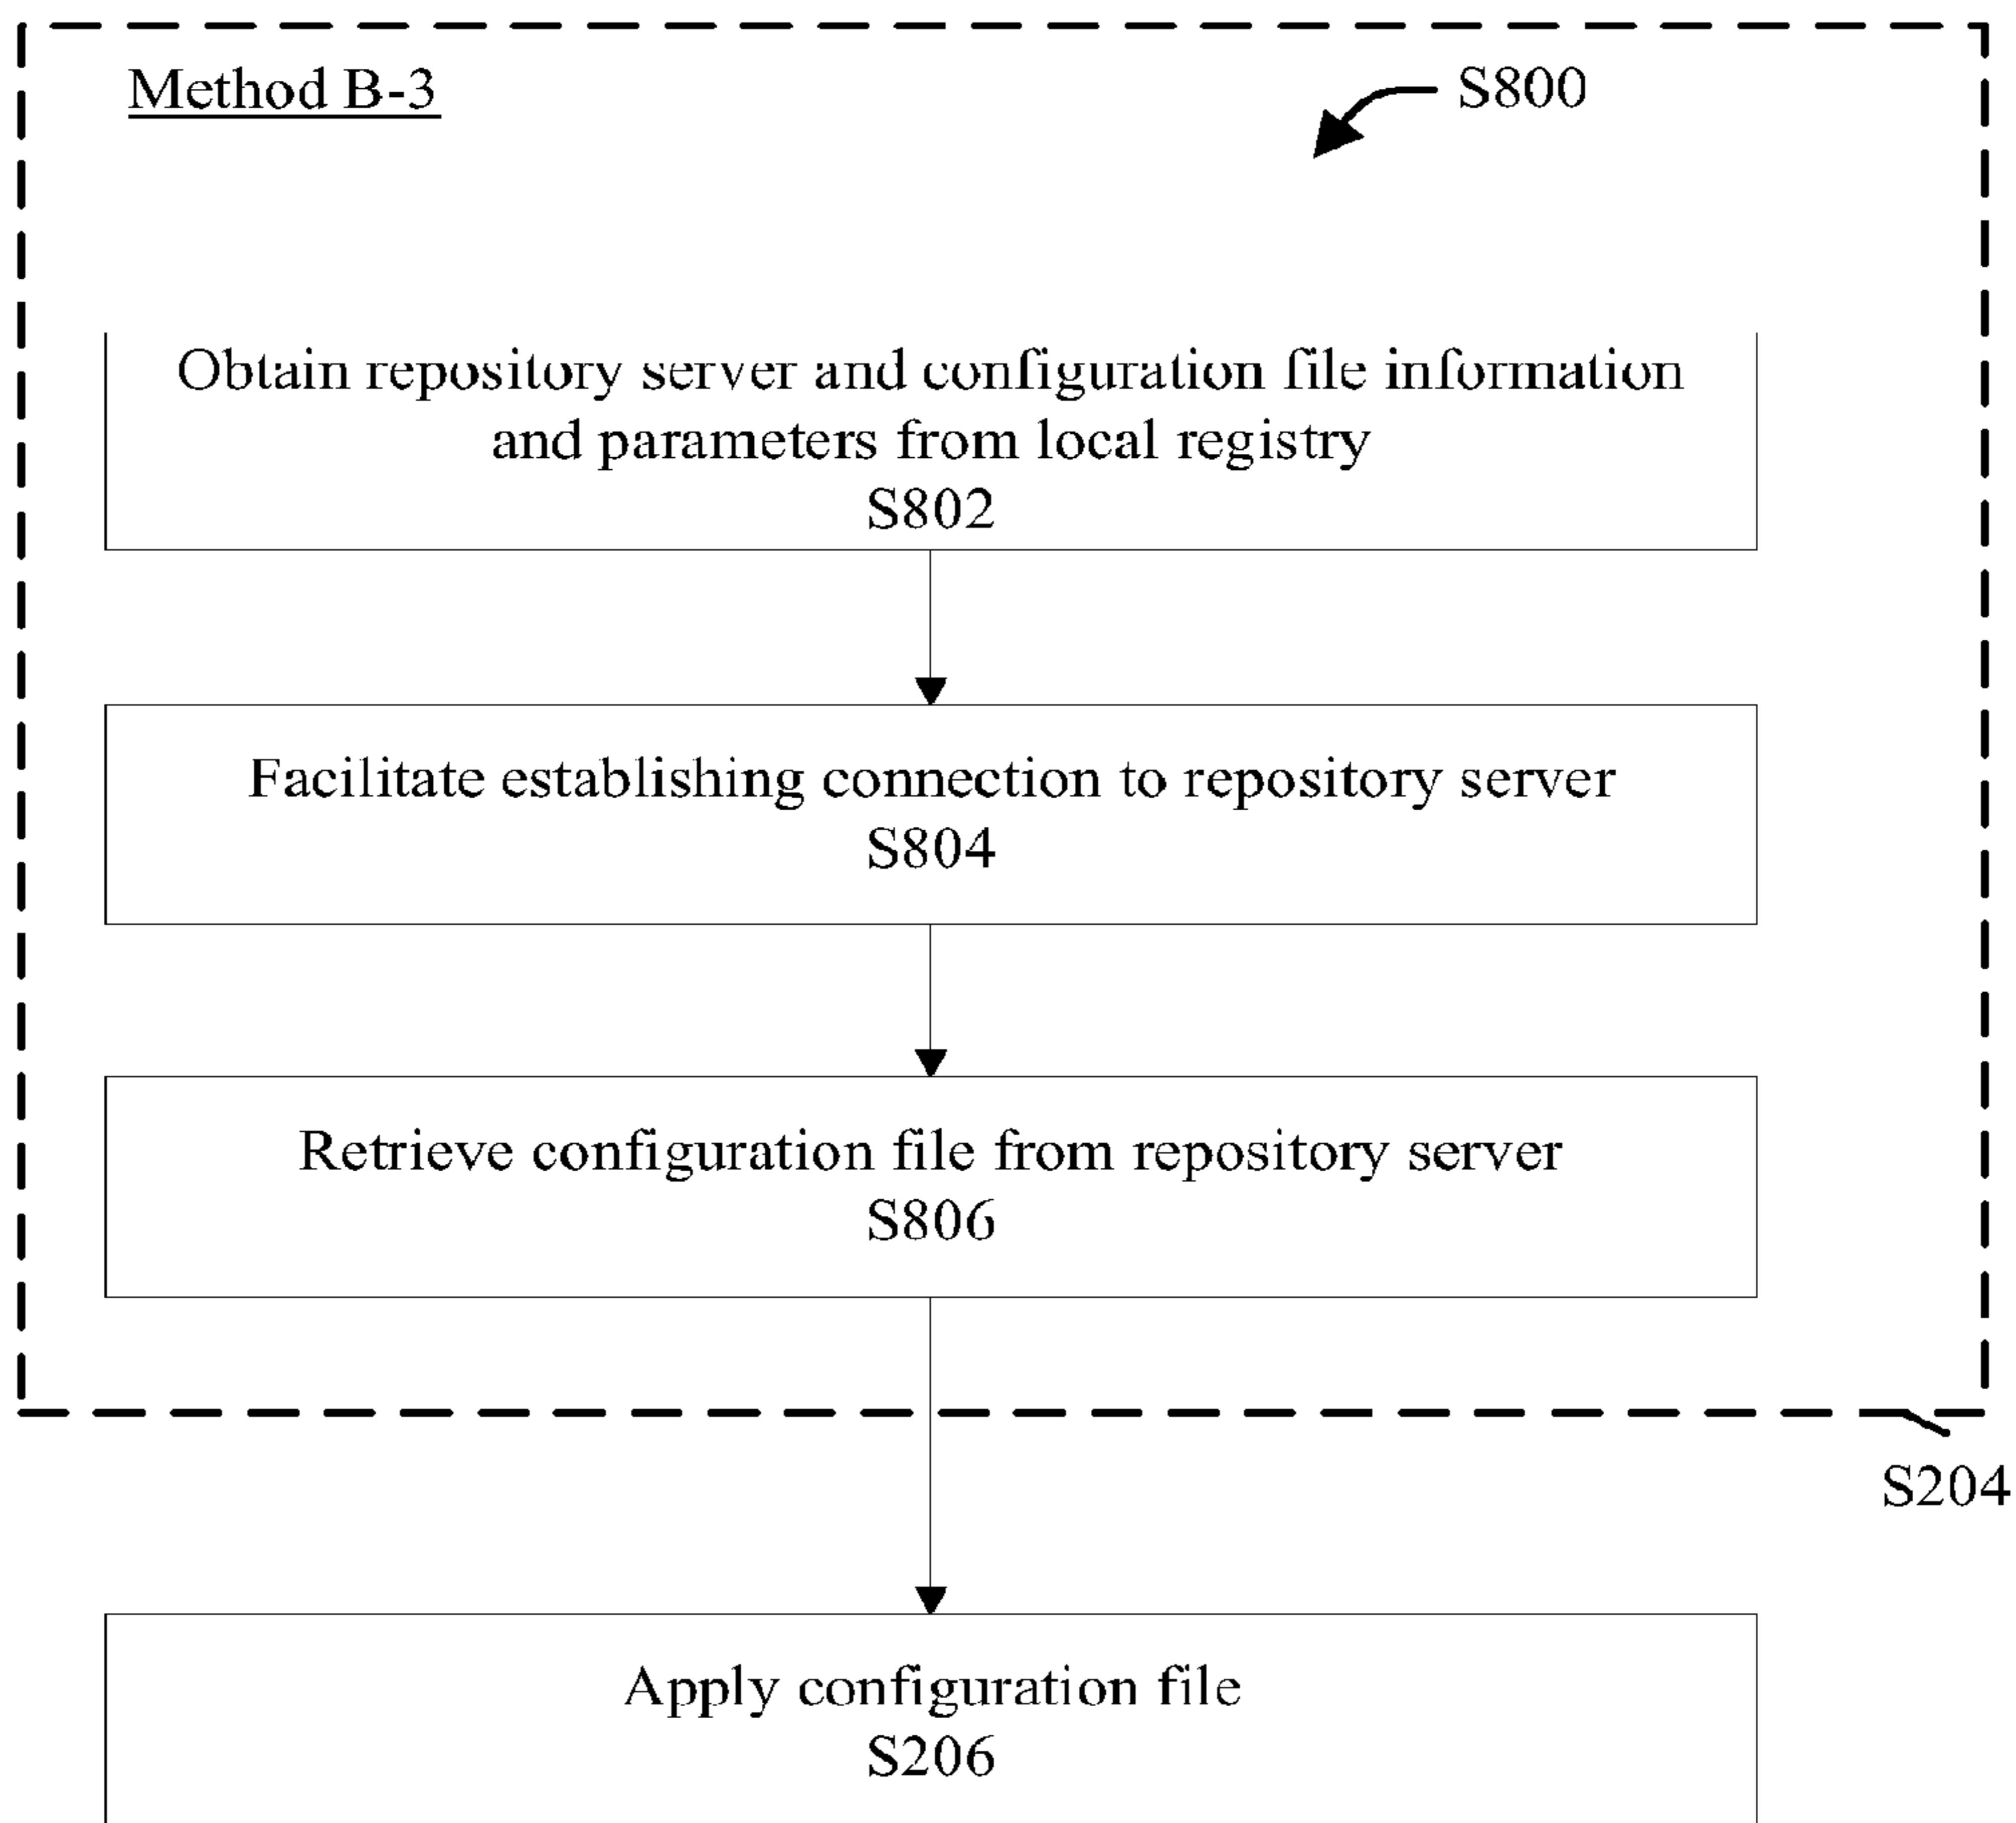 Method B-3
S800
Obtain repository server and configuration file information
and parameters from local registry
S802
Facilitate establishing connection to repository server
S804
Retrieve configuration file from repository server
S806
S204
Apply configuration file
S206